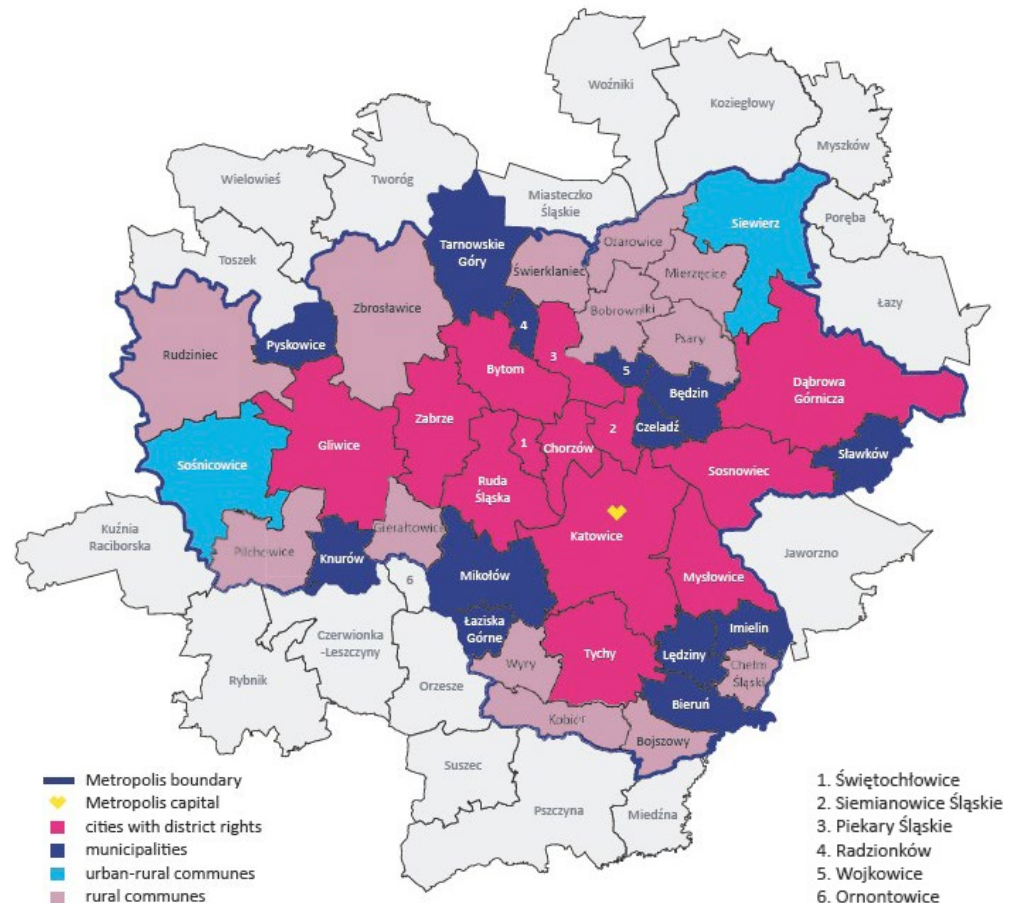 Woźniki
Koziegłowy
Myszków
Wielowieś
Tworóg
Miasteczko
Śląskie
Siewierz
Poręba
Tarnowskie
Góry
Ożarowice
Toszek
Świerklaniec
Mierzęcice
Łazy
Zbrosławice
Bobrowniki
4
Rudziniec
Pyskowice
Psary
3
Bytom
5
Będzin
Dąbrowa
Górnicza
Zabrze
Gliwice
1
Chorzów
2
Czeladź
Sławków
Sośnicowice
Ruda
Śląska
Sosnowiec
Kuźnia
Raciborska
Gierałtowice
Katowice
Pilchowice
Knurów
Jaworzno
6
Mikołów
Mysłowice
Łaziska
Górne
Imielin
Czerwionka
-Leszczyny
Tychy
Lędziny
Wyry
Chełm
Śląski
Rybnik
Orzesze
Bieruń
Kobiór
Bojszowy
Suszec
Pszczyna
Miedźna
Metropolis boundary
Metropolis capital
cities with district rights
municipalities
urban-rural communes
rural communes
1. Świętochłowice
2. Siemianowice Śląskie
3. Piekary Śląskie
4. Radzionków
5. Wojkowice
6. Ornontowice